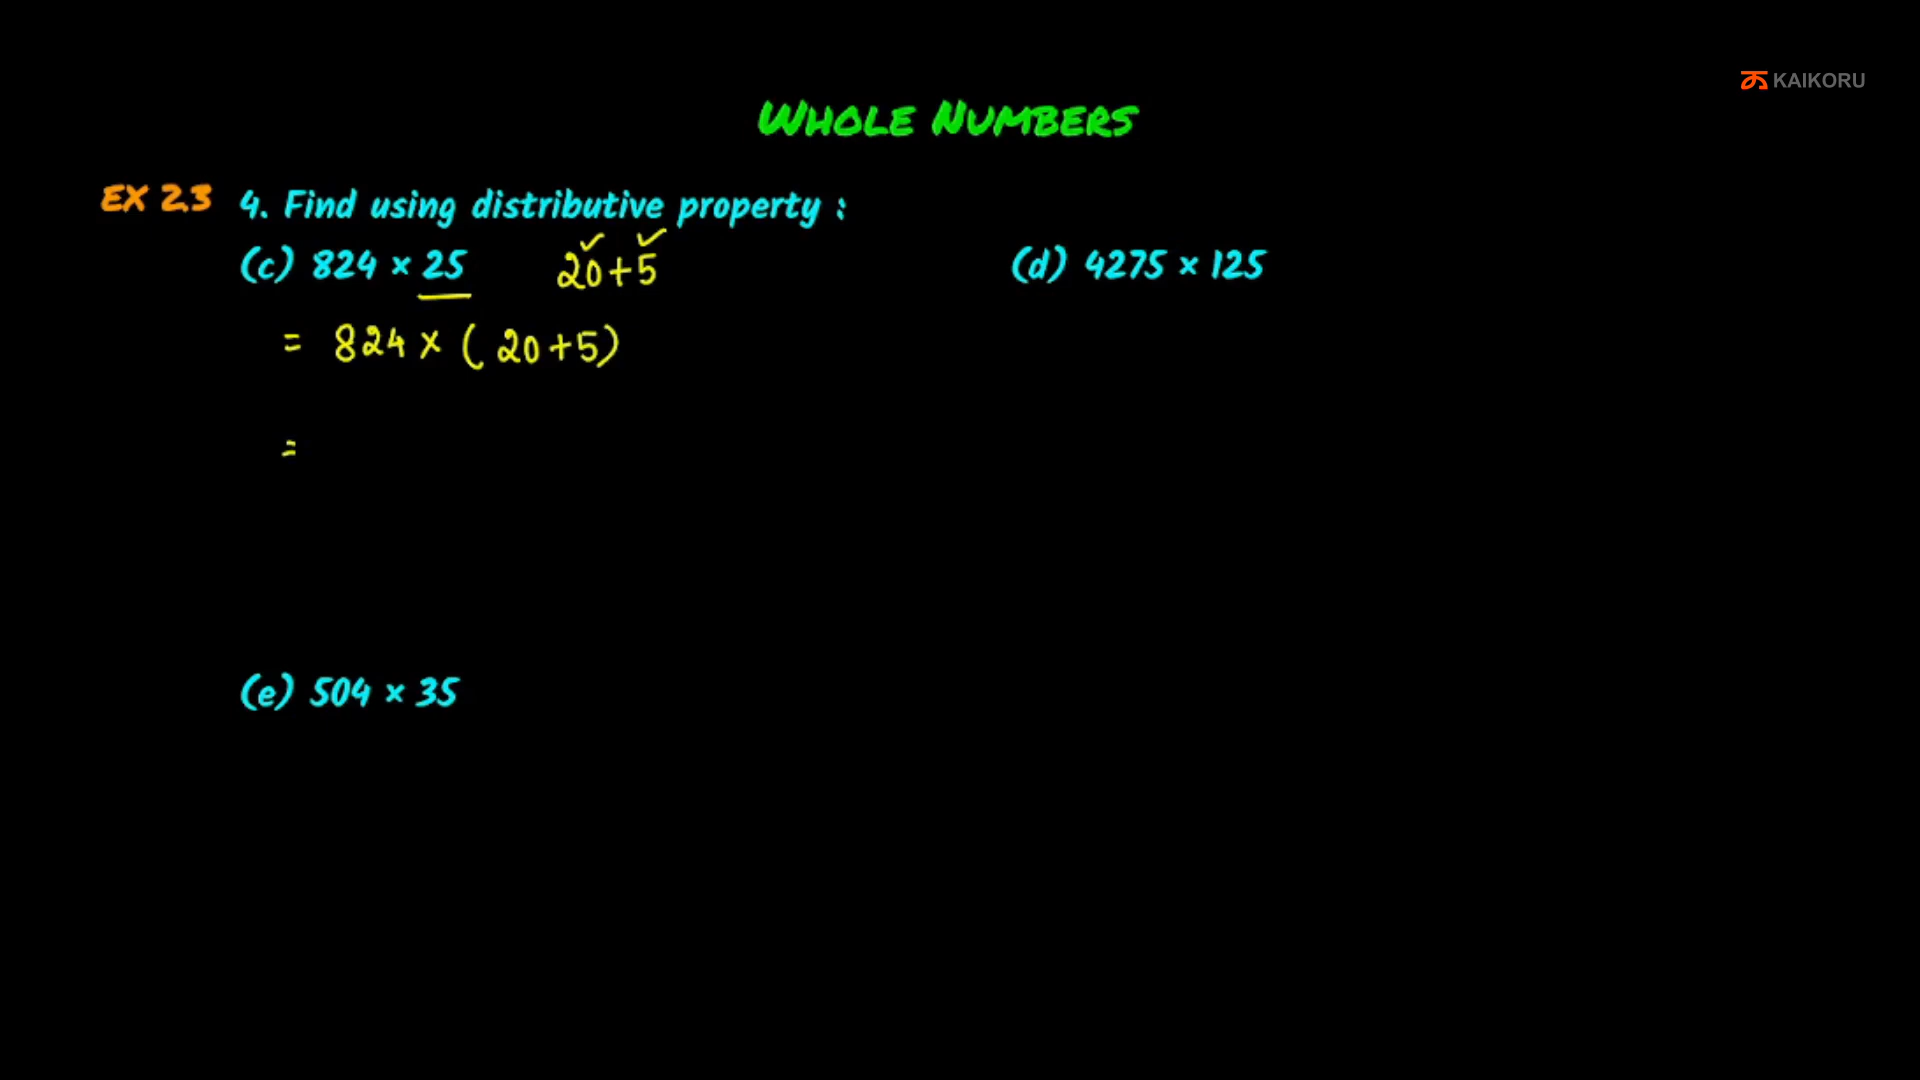 KAIKORU
WHOLE NUMBERS
EX 2.3 4. Find using distributive property :
(c) 824 × 25 20+5 (d) 4275 × 125
= 824 × ( 20 +5)
=
(e) 504 × 35